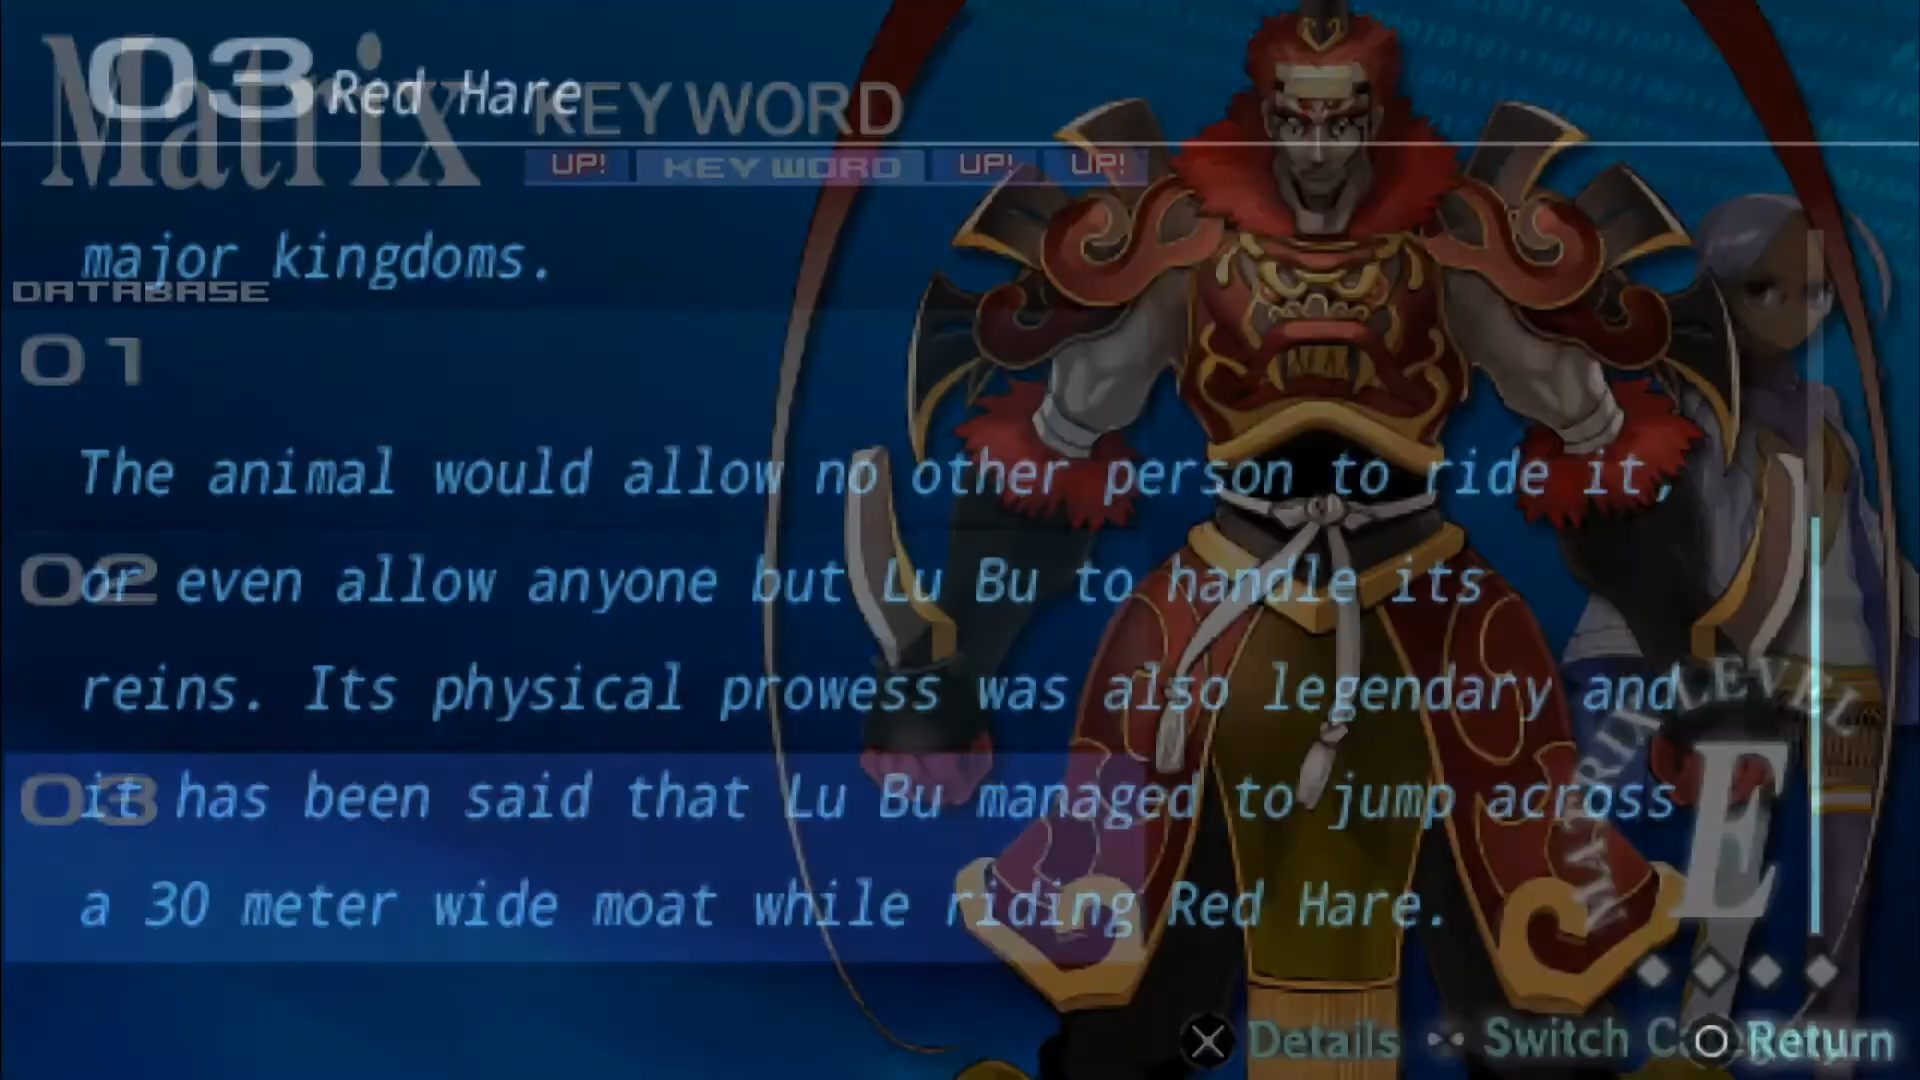 Matrix
03 Red Hare
KEY WORD
UP! KEY WORD UP! UP!
major kingdoms.
DATABASE
01
The animal would allow no other person to ride it,
02
or even allow anyone but Lu Bu to handle its
reins. Its physical prowess was also legendary and
MATRIX LEVEL
E
03
it has been said that Lu Bu managed to jump across
a 30 meter wide moat while riding Red Hare.
Details Switch Return